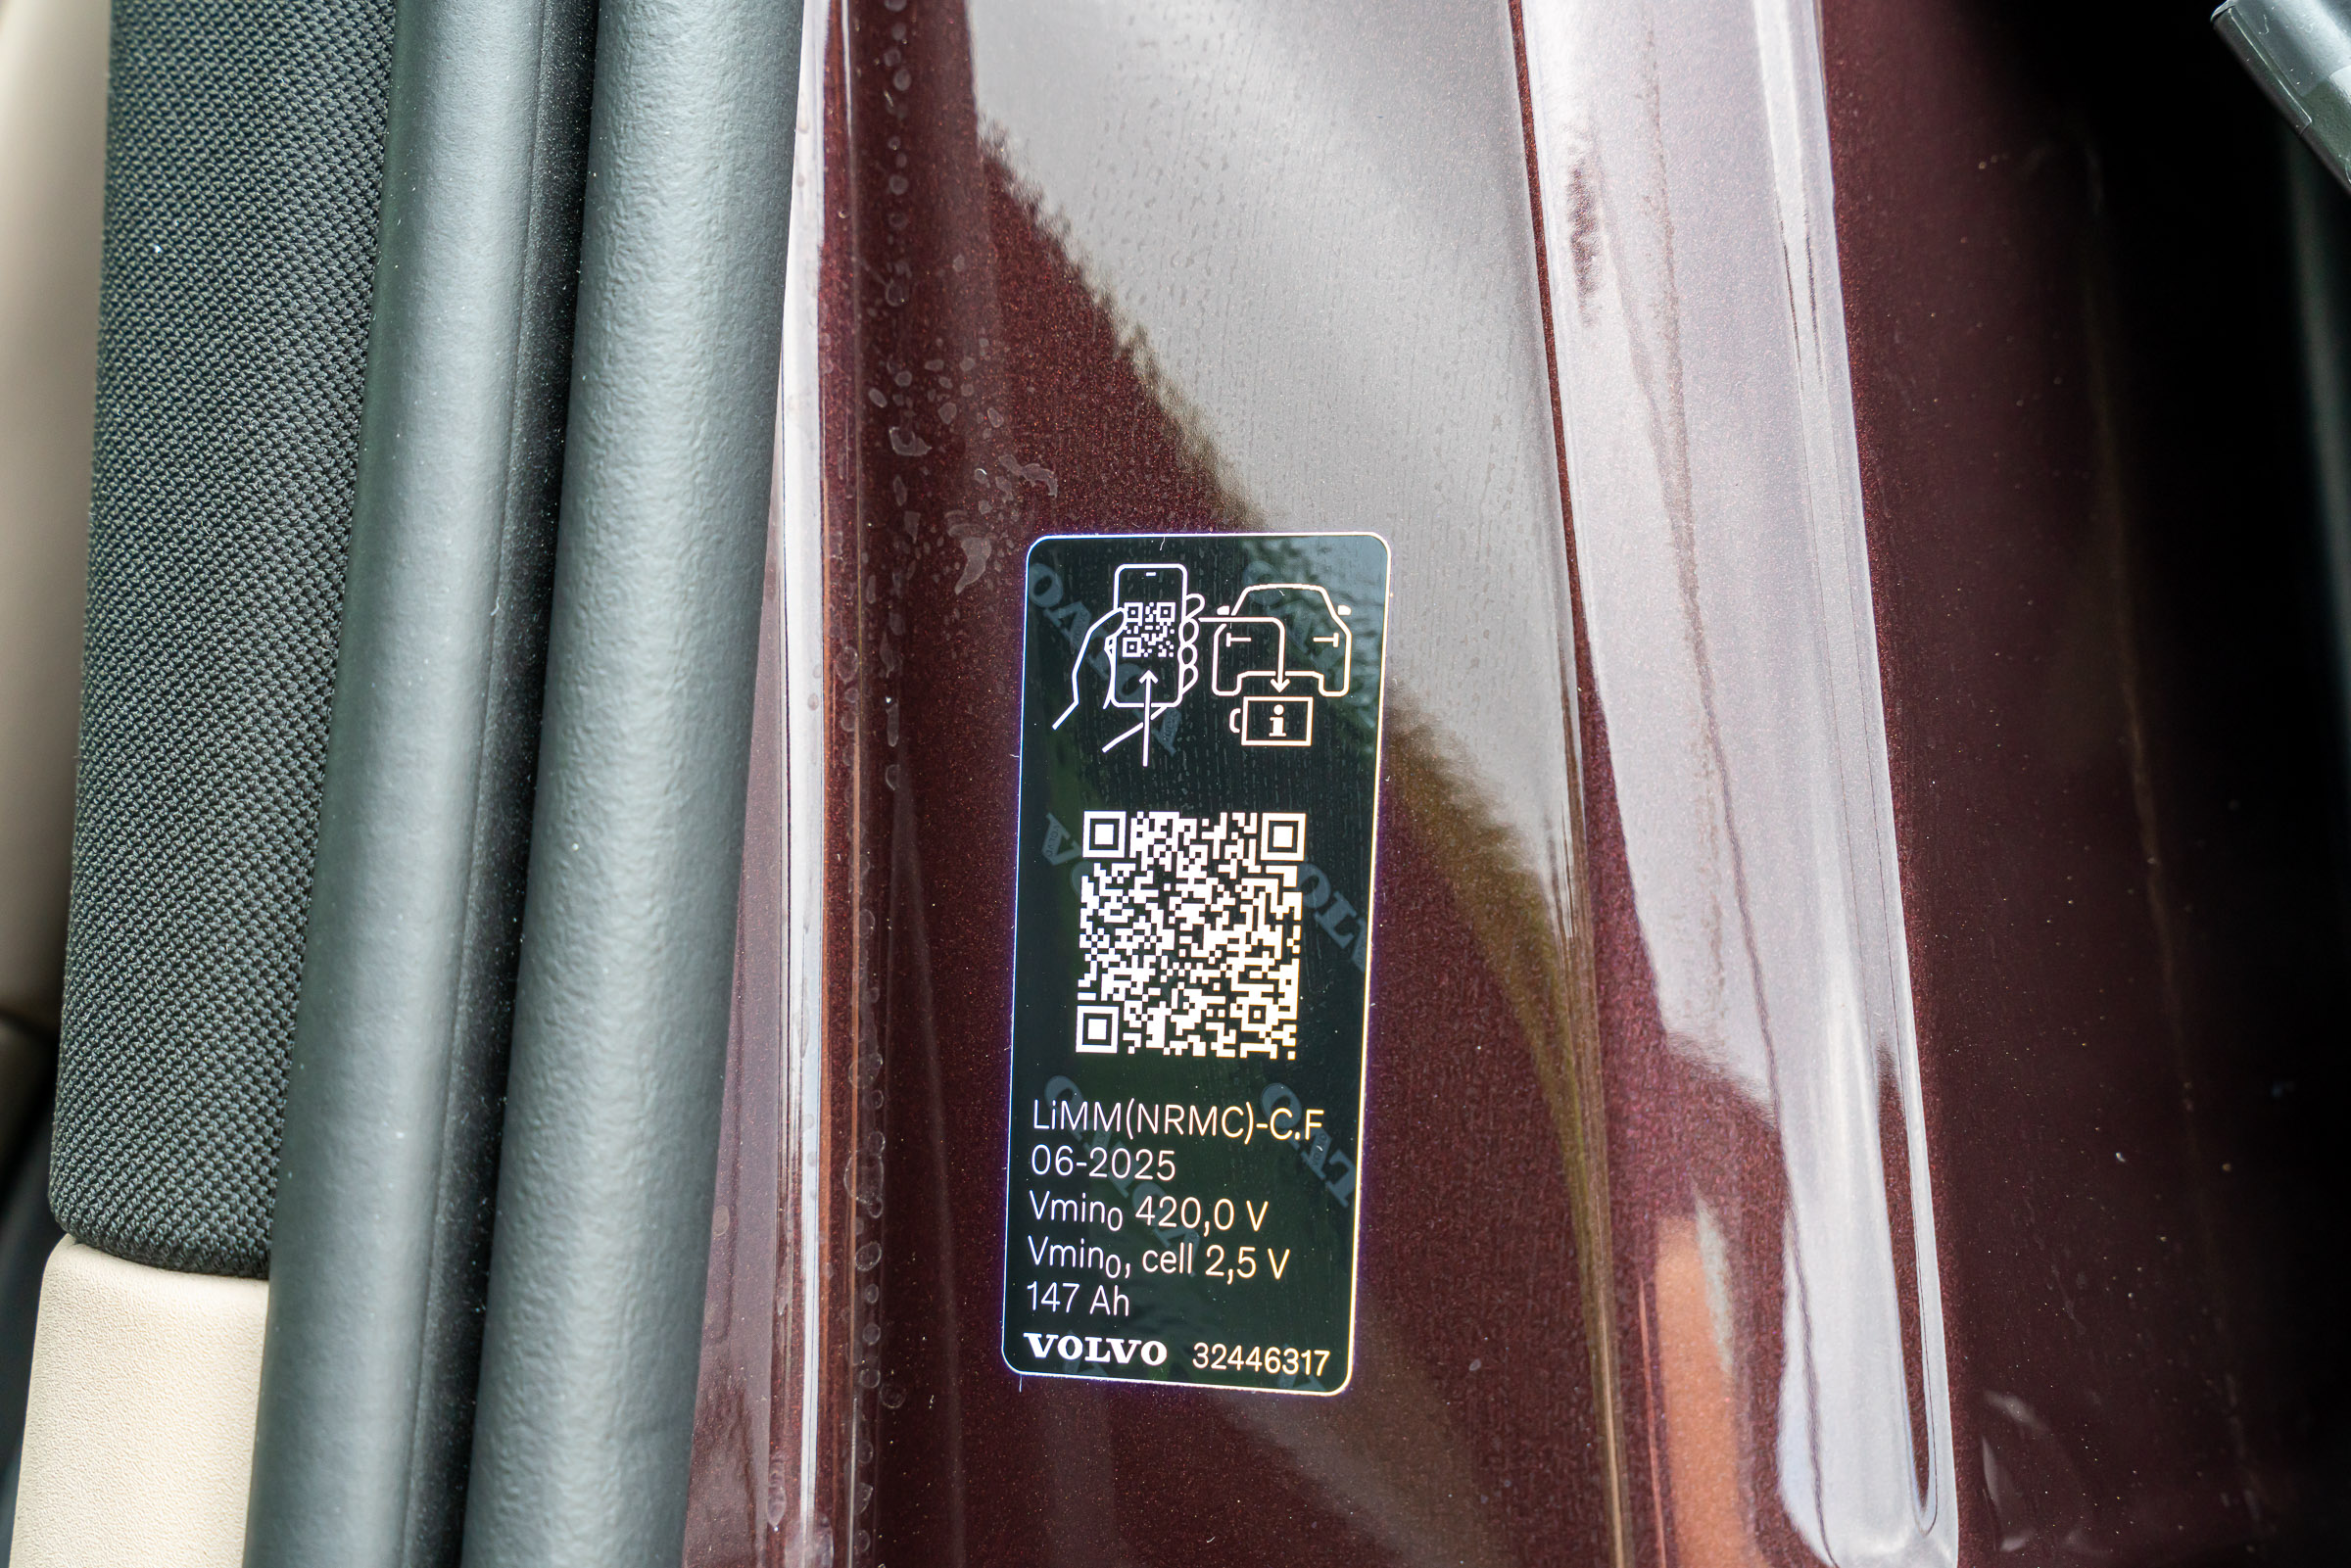 LiMM(NRMC)-C.F
06-2025
Vmin₀ 420,0 V
Vmin₀, cell 2,5 V
147 Ah
VOLVO 32446317